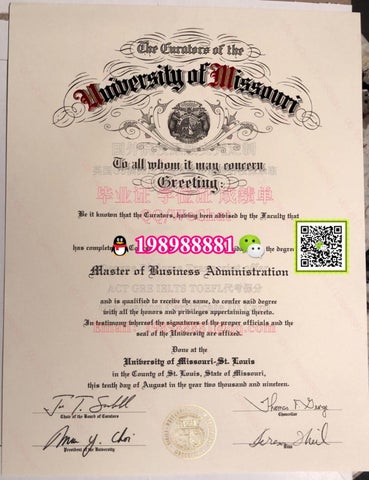 The Curators of the
University of Missouri
To all whom it may concern
Greeting:
毕业证 学位证 成绩单
Be it known that the Curators, having been advised by the Faculty that
198988881
has complete
the degree
Master of Business Administration
ACT GRE IELTS TOEFL代考保分
and is qualified to receive the same, do confer said degree
with all the honors and privileges appertaining thereto.
In testimony whereof the signatures of the proper officials and the
seal of the University are affixed.
Done at the
University of Missouri-St. Louis
in the County of St. Louis, State of Missouri,
this tenth day of August in the year two thousand and nineteen.
Chair of the Board of Curators
Chancellor
President of the University
Dean